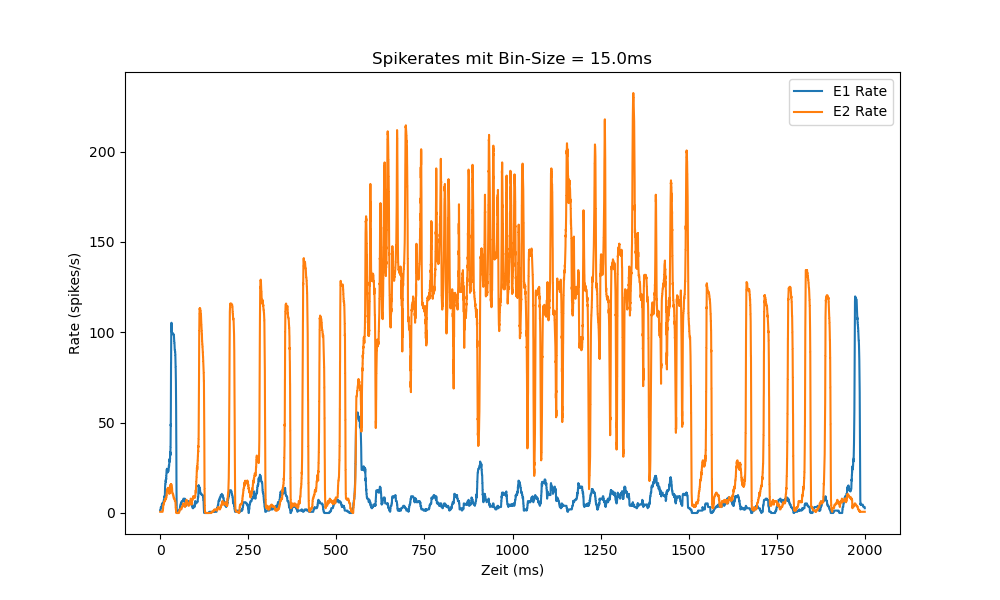 Spikerates mit Bin-Size = 15.0ms
E1 Rate
E2 Rate
Rate (spikes/s)
200
150
100
50
0
0 250 500 750 1000 1250 1500 1750 2000
Zeit (ms)